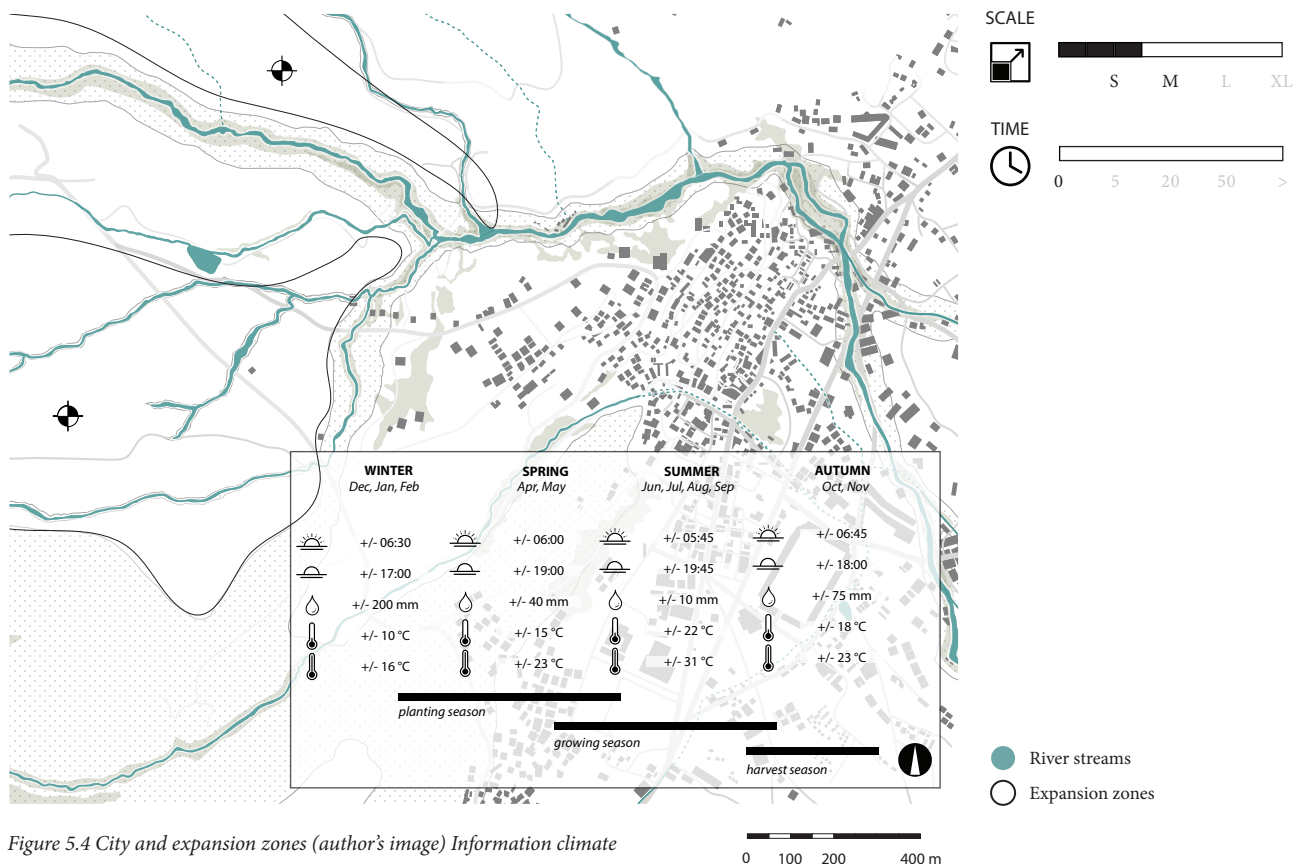 SCALE
S M L XL
TIME
0 5 20 50 >
WINTER SPRING SUMMER AUTUMN
Dec, Jan, Feb Apr, May Jun, Jul, Aug, Sep Oct, Nov
+/- 06:30 +/- 06:00 +/- 05:45 +/- 06:45
+/- 17:00 +/- 19:00 +/- 19:45 +/- 18:00
+/- 200 mm +/- 40 mm +/- 10 mm +/- 75 mm
+/- 10 °C +/- 15 °C +/- 22 °C +/- 18 °C
+/- 16 °C +/- 23 °C +/- 31 °C +/- 23 °C
planting season
growing season
harvest season
River streams
Expansion zones
Figure 5.4 City and expansion zones (author's image) Information climate
0 100 200 400 m